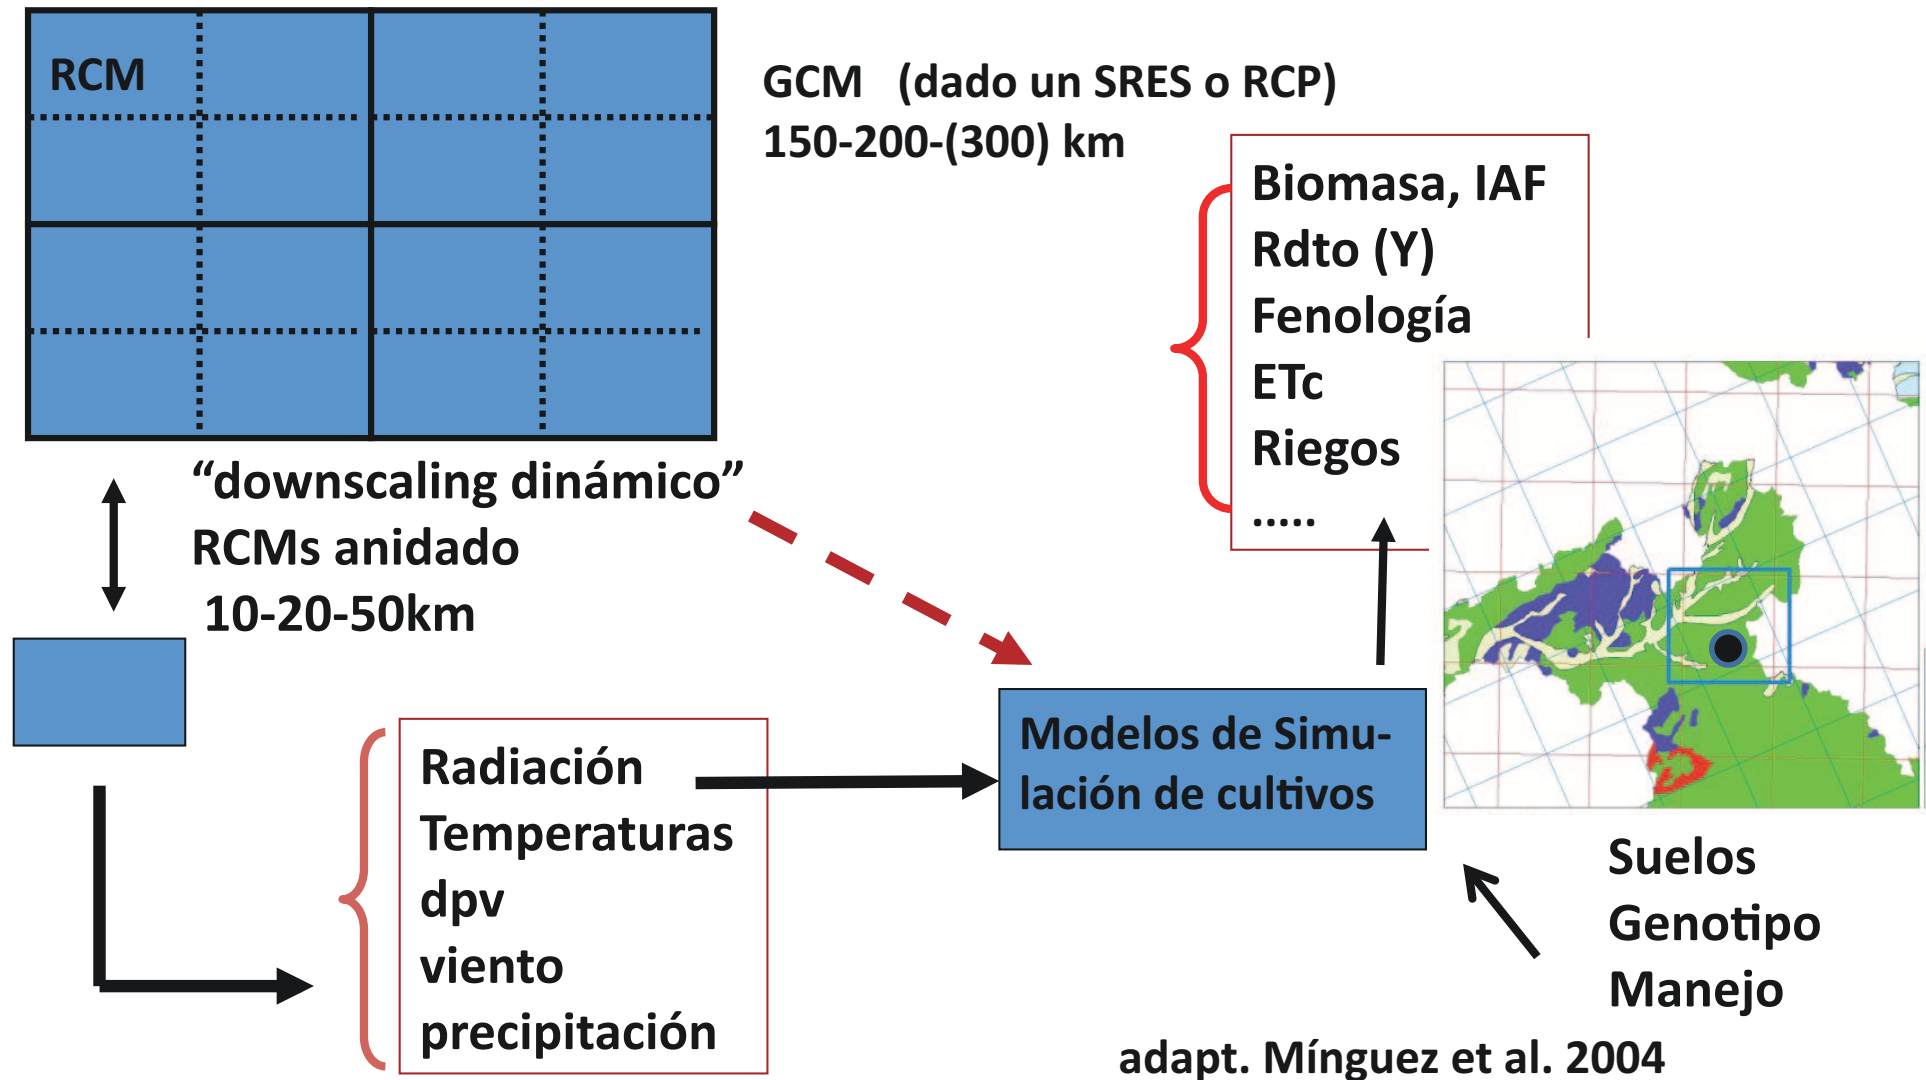 RCM
GCM (dado un SRES o RCP)
150-200-(300) km
Biomasa, IAF
Rdto (Y)
Fenología
ETc
Riegos
.....
“downscaling dinámico”
RCMs anidado
10-20-50km
Radiación
Temperaturas
dpv
viento
precipitación
Modelos de Simu-
lación de cultivos
Suelos
Genotipo
Manejo
adapt. Mínguez et al. 2004